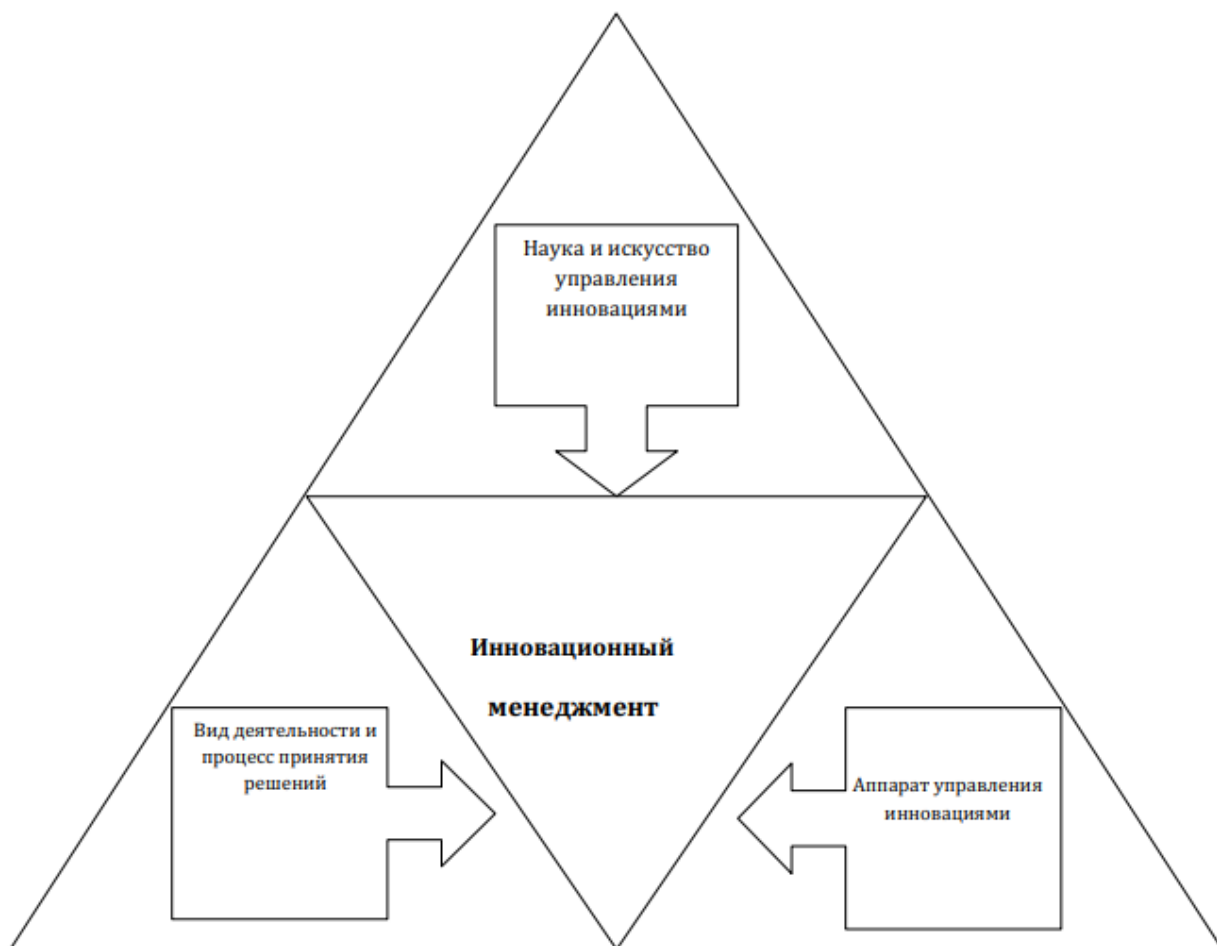 Наука и искусство
управления
инновациями
Инновационный
менеджмент
Вид деятельности и
процесс принятия
решений
Аппарат управления
инновациями